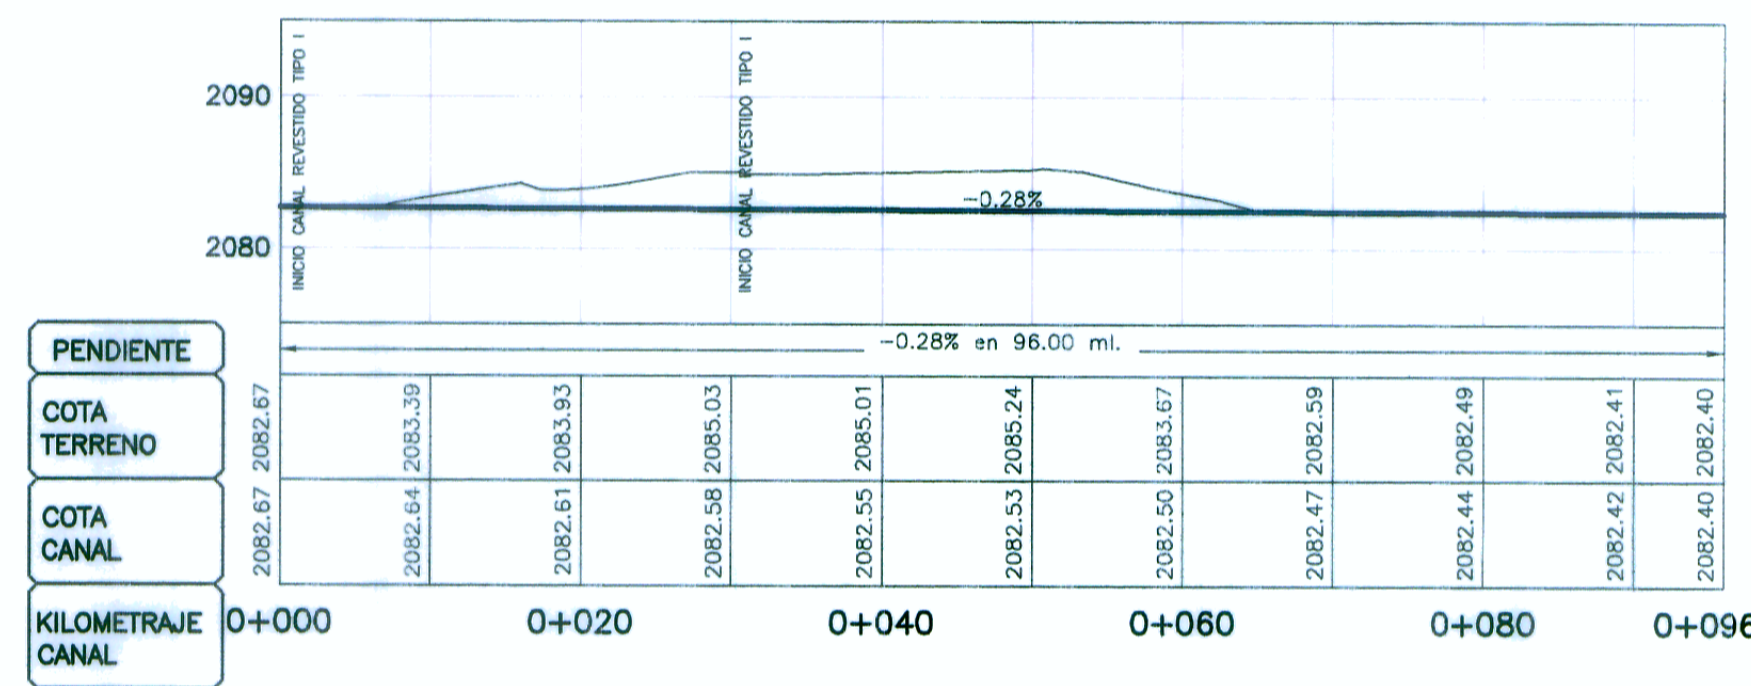 2090
2080
INICIO CANAL REVESTIDO TIPO I
INICIO CANAL REVESTIDO TIPO I
-0.28%
PENDIENTE
-0.28% en 96.00 ml.
COTA
TERRENO
2082.67 2083.39 2083.93 2085.03 2085.01 2085.24 2083.67 2082.59 2082.49 2082.41 2082.40
COTA
CANAL
2082.67 2082.64 2082.61 2082.58 2082.55 2082.53 2082.50 2082.47 2082.44 2082.42 2082.40
KILOMETRAJE
CANAL
0+000 0+020 0+040 0+060 0+080 0+096